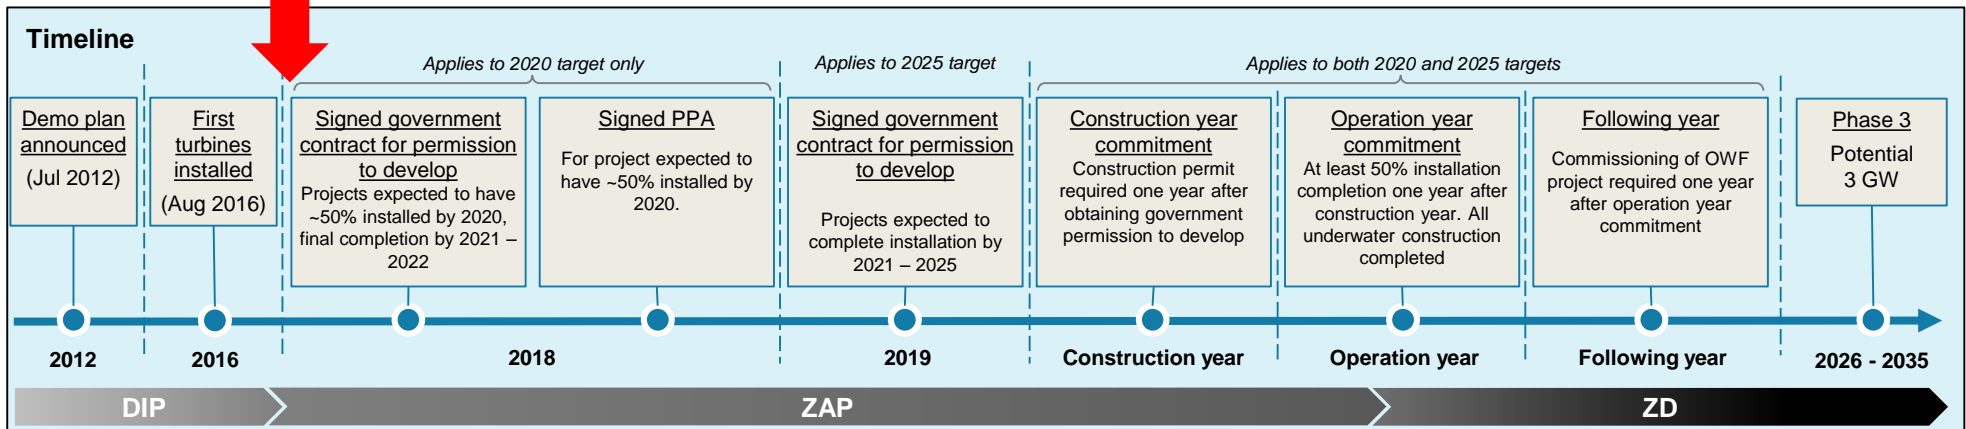 Timeline
Applies to 2020 target only
Applies to 2025 target
Applies to both 2020 and 2025 targets
Demo plan
announced
(Jul 2012)
First
turbines
installed
(Aug 2016)
Signed government
contract for permission
to develop
Projects expected to have
~50% installed by 2020,
final completion by 2021 –
2022
Signed PPA
For project expected to
have ~50% installed by
2020.
Signed government
contract for permission
to develop
Projects expected to
complete installation by
2021 – 2025
Construction year
commitment
Construction permit
required one year after
obtaining government
permission to develop
Operation year
commitment
At least 50% installation
completion one year after
construction year. All
underwater construction
completed
Following year
Commissioning of OWF
project required one year
after operation year
commitment
Phase 3
Potential
3 GW
2012
2016
2018
2019
Construction year
Operation year
Following year
2026 - 2035
DIP
ZAP
ZD